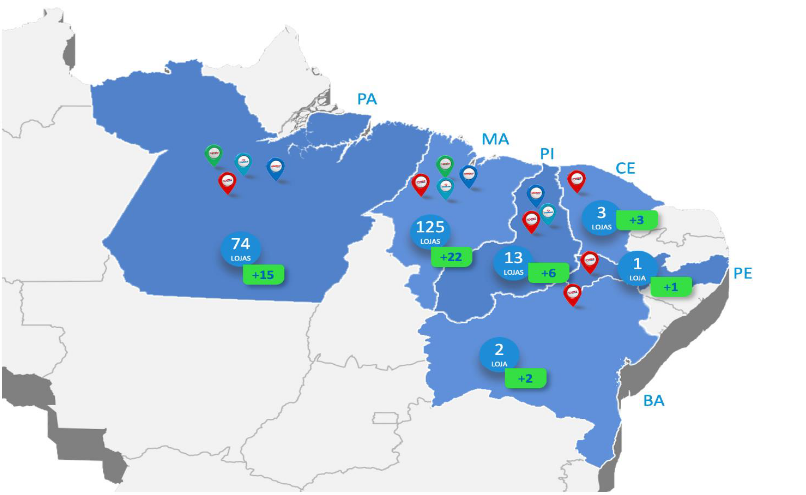 PA
MA
PI
CE
74
LOJAS
+15
125
LOJAS
+22
13
LOJAS
+6
3
LOJAS
+3
1
LOJA
+1
PE
2
LOJA
+2
BA